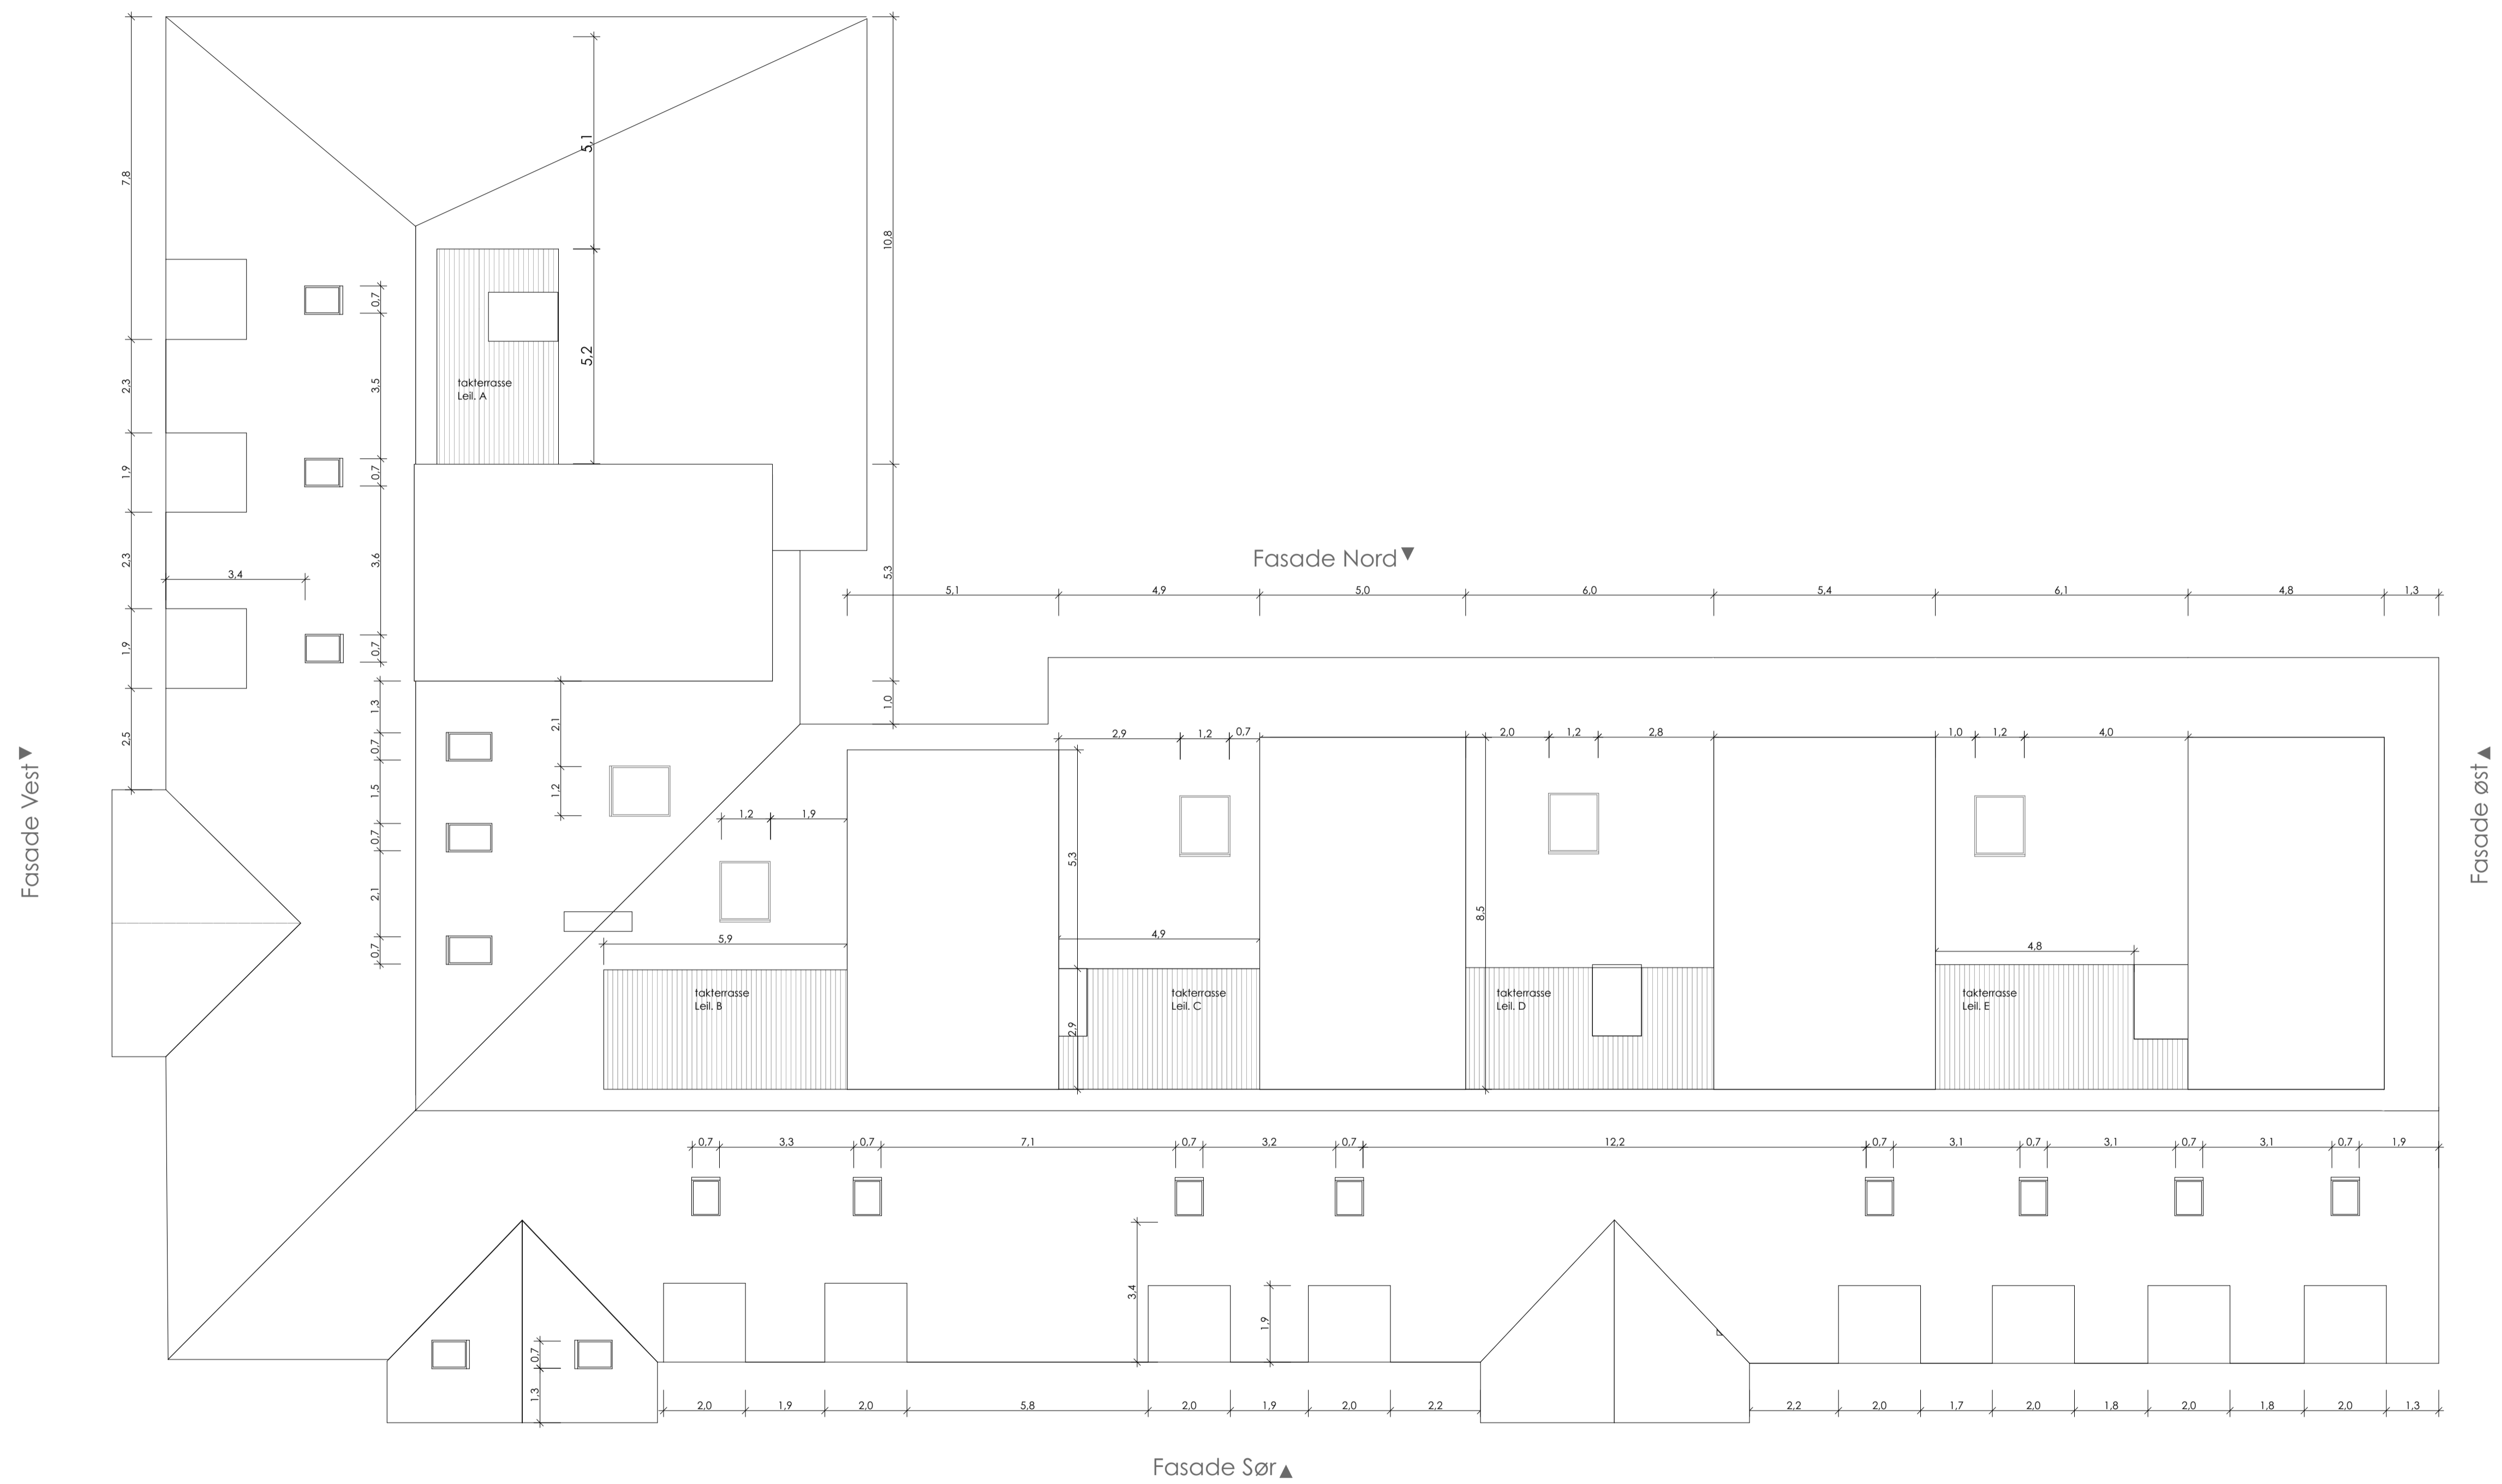 5,1
7,8
10,8
5,2
0,7
3,5
2,3
takterrasse
Leil. A
1,9
0,7
2,3
3,6
3,4
5,3
1,9
0,7
Fasade Nord
5,1 4,9 5,0 6,0 5,4 6,1 4,8 1,3
1,3
1,0
2,5
2,1
0,7
2,9 1,2 0,7 2,0 1,2 2,8 1,0 1,2 4,0
1,5
1,2
1,2 1,9
0,7
5,3
Fasade Vest
Fasade øst
2,1
8,5
0,7
5,9 4,9 4,8
takterrasse
Leil. B
takterrasse
Leil. C
takterrasse
Leil. D
takterrasse
Leil. E
2,9
0,7 3,3 0,7 7,1 0,7 3,2 0,7 12,2 0,7 3,1 0,7 3,1 0,7 3,1 0,7 1,9
3,4
1,9
0,7
1,3
2,0 1,9 2,0 5,8 2,0 1,9 2,0 2,2 2,2 2,0 1,7 2,0 1,8 2,0 1,8 2,0 1,3
Fasade Sør